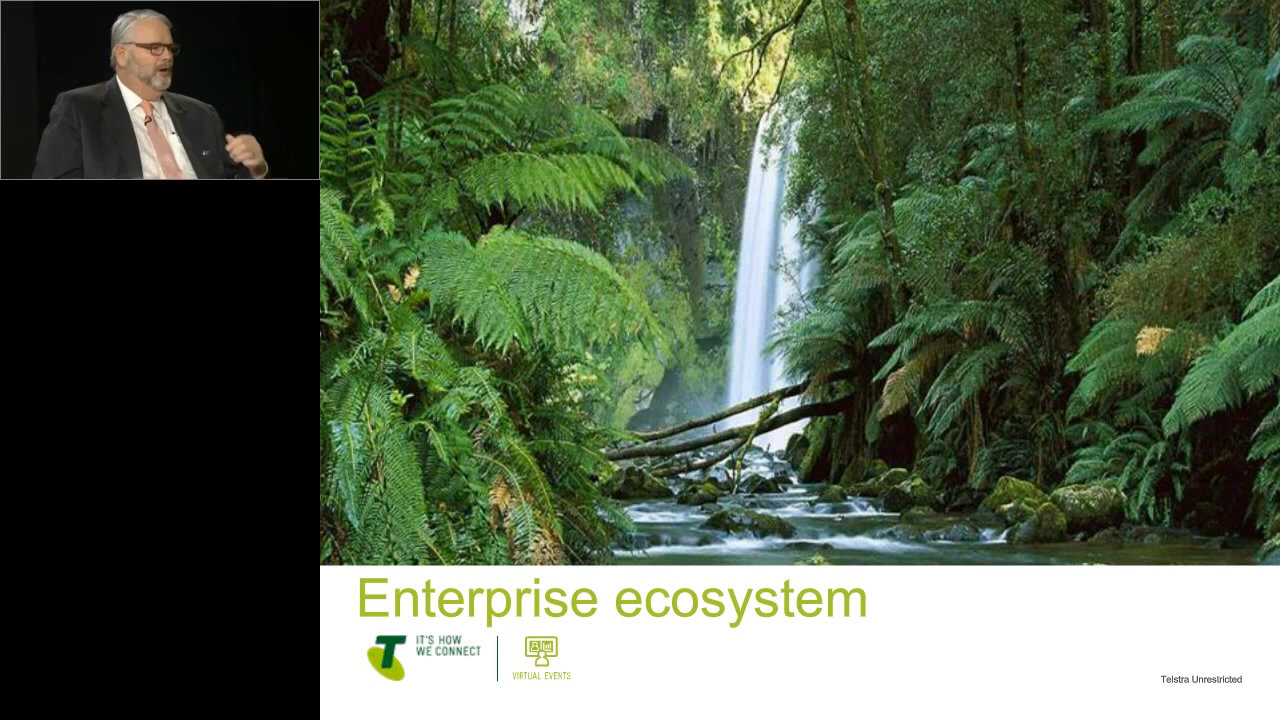 Enterprise ecosystem
T
IT'S HOW
WE CONNECT
VIRTUAL EVENTS
Telstra Unrestricted